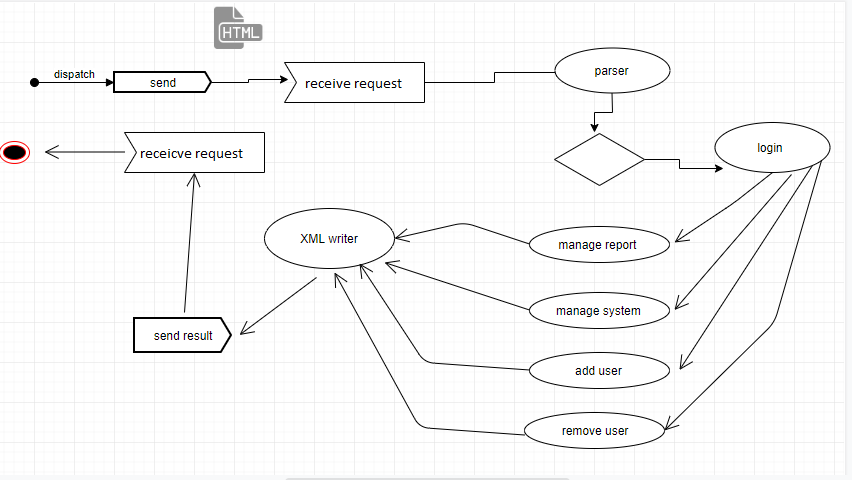 HTML
dispatch
send
receive request
parser
receicve request
login
XML writer
manage report
manage system
send result
add user
remove user